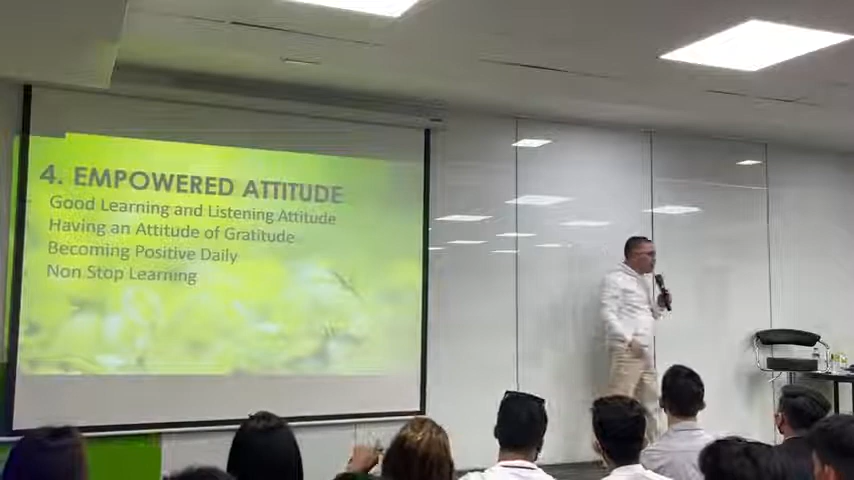 4. EMPOWERED ATTITUDE
Good Learning and Listening Attitude
Having an Attitude of Gratitude
Becoming Positive Daily
Non Stop Learning